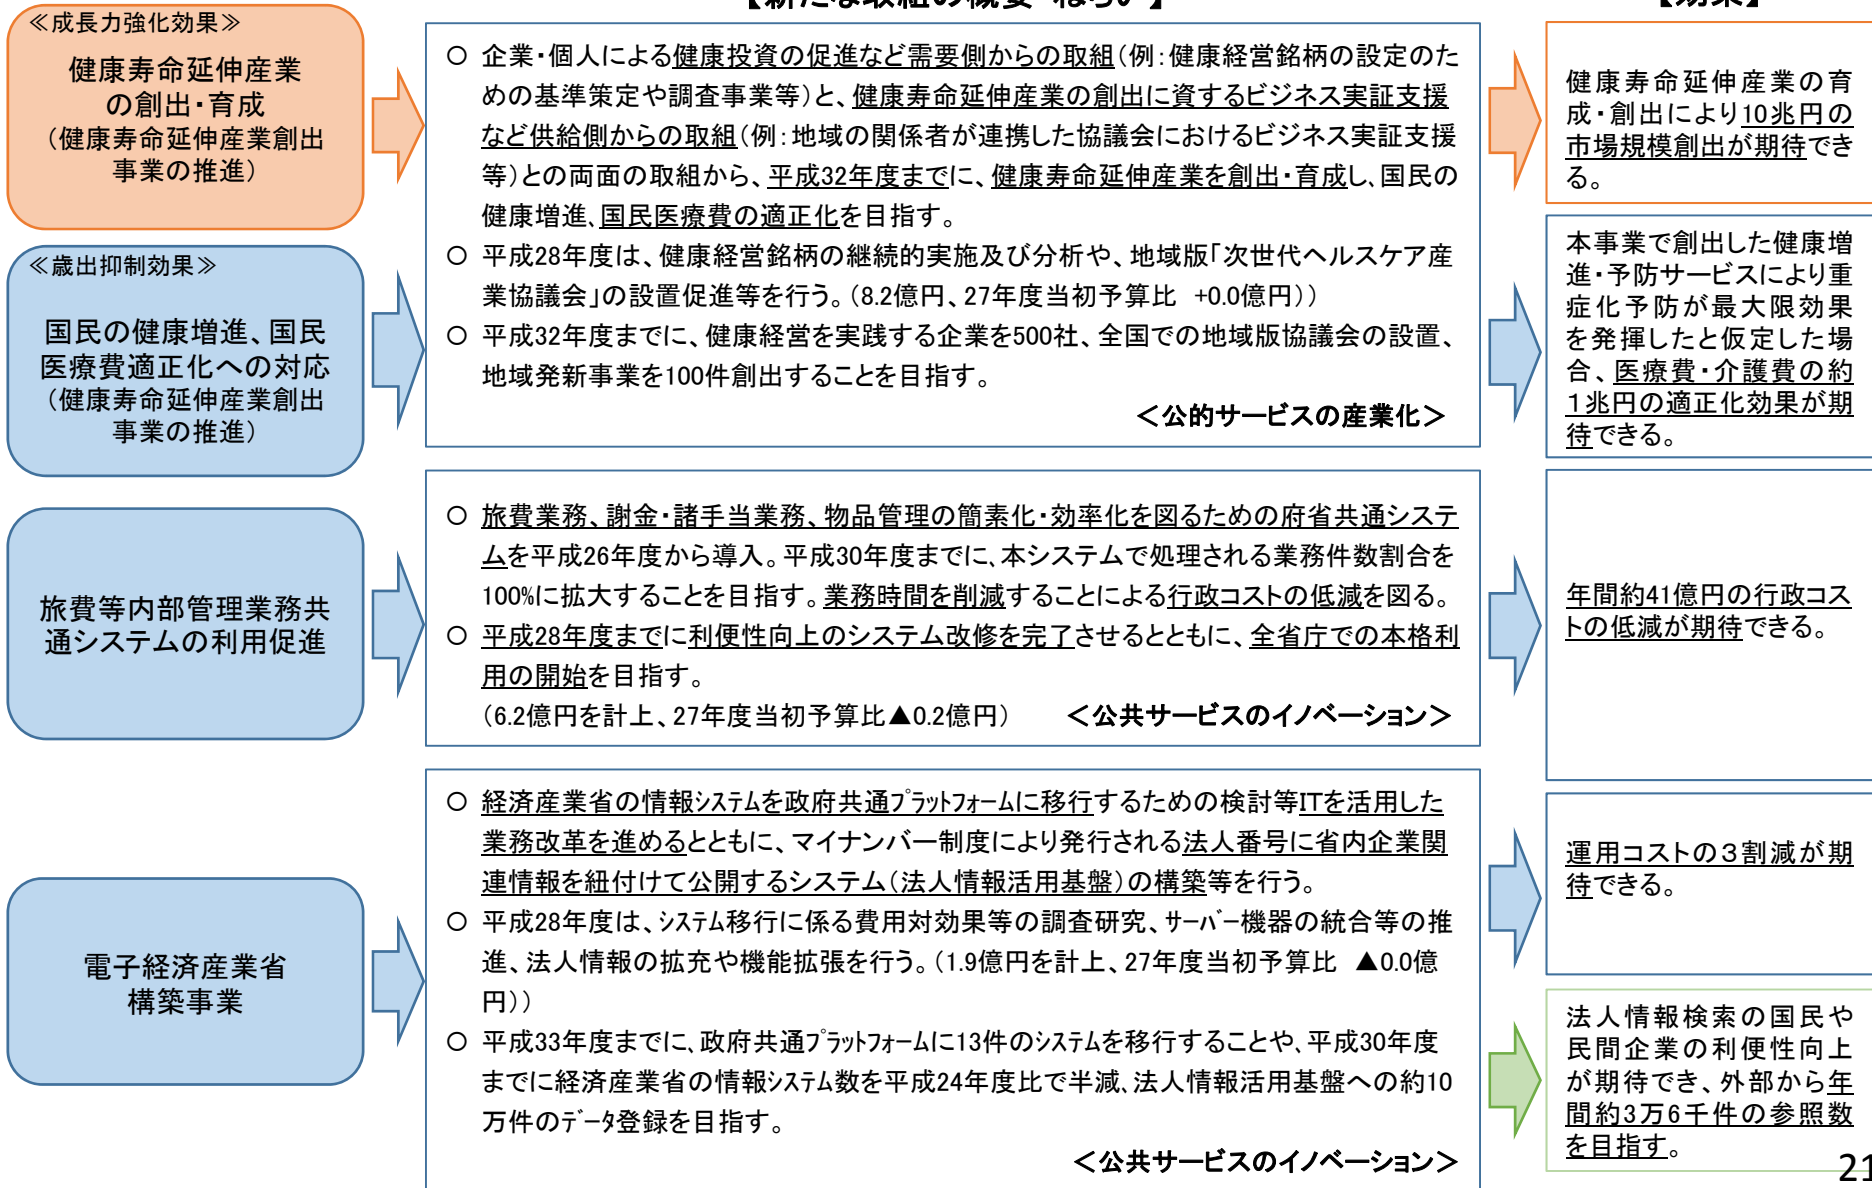 【新たな取組の概要・ねらい】
【効果】
≪成長力強化効果≫
健康寿命延伸産業
の創出・育成
（健康寿命延伸産業創出
事業の推進）
○ 企業・個人による健康投資の促進など需要側からの取組（例：健康経営銘柄の設定のた
めの基準策定や調査事業等）と、健康寿命延伸産業の創出に資するビジネス実証支援
など供給側からの取組（例：地域の関係者が連携した協議会におけるビジネス実証支援
等）との両面の取組から、平成32年度までに、健康寿命延伸産業を創出・育成し、国民の
健康増進、国民医療費の適正化を目指す。
○ 平成28年度は、健康経営銘柄の継続的実施及び分析や、地域版「次世代ヘルスケア産
業協議会」の設置促進等を行う。（8.2億円、27年度当初予算比　+0.0億円））
○ 平成32年度までに、健康経営を実践する企業を500社、全国での地域版協議会の設置、
地域発新事業を100件創出することを目指す。
＜公的サービスの産業化＞
健康寿命延伸産業の育
成・創出により10兆円の
市場規模創出が期待でき
る。
≪歳出抑制効果≫
国民の健康増進、国民
医療費適正化への対応
（健康寿命延伸産業創出
事業の推進）
本事業で創出した健康増
進・予防サービスにより重
症化予防が最大限効果
を発揮したと仮定した場
合、医療費・介護費の約
１兆円の適正化効果が期
待できる。
旅費等内部管理業務共
通システムの利用促進
○ 旅費業務、謝金・諸手当業務、物品管理の簡素化・効率化を図るための府省共通システ
ムを平成26年度から導入。平成30年度までに、本システムで処理される業務件数割合を
100%に拡大することを目指す。業務時間を削減することによる行政コストの低減を図る。
○ 平成28年度までに利便性向上のシステム改修を完了させるとともに、全省庁での本格利
用の開始を目指す。
（6.2億円を計上、27年度当初予算比▲0.2億円）　＜公共サービスのイノベーション＞
年間約41億円の行政コス
トの低減が期待できる。
電子経済産業省
構築事業
○ 経済産業省の情報ｼｽﾃﾑを政府共通ﾌﾟﾗｯﾄﾌｫｰﾑに移行するための検討等ITを活用した
業務改革を進めるとともに、マイナンバー制度により発行される法人番号に省内企業関
連情報を紐付けて公開するシステム（法人情報活用基盤）の構築等を行う。
○ 平成28年度は、ｼｽﾃﾑ移行に係る費用対効果等の調査研究、ｻｰﾊﾞｰ機器の統合等の推
進、法人情報の拡充や機能拡張を行う。（1.9億円を計上、27年度当初予算比　▲0.0億
円））
○ 平成33年度までに、政府共通ﾌﾟﾗｯﾄﾌｫｰﾑに13件のｼｽﾃﾑを移行することや、平成30年度
までに経済産業省の情報ｼｽﾃﾑ数を平成24年度比で半減、法人情報活用基盤への約10
万件のﾃﾞｰﾀ登録を目指す。
＜公共サービスのイノベーション＞
運用コストの３割減が期
待できる。
法人情報検索の国民や
民間企業の利便性向上
が期待でき、外部から年
間約3万6千件の参照数
を目指す。
21